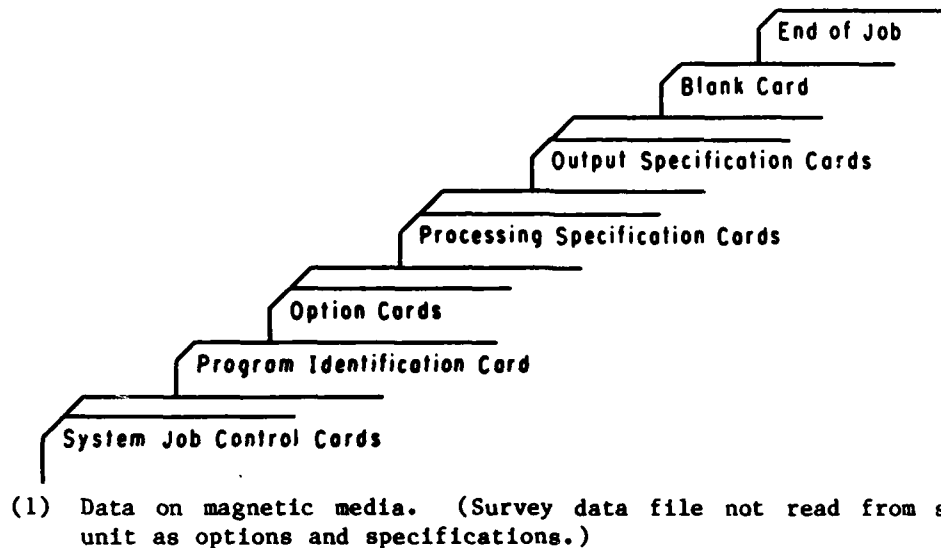 End of Job
Blank Card
Output Specification Cards
Processing Specification Cards
Option Cards
Program Identification Card
System Job Control Cards
(1) Data on magnetic media. (Survey data file not read from s
unit as options and specifications.)